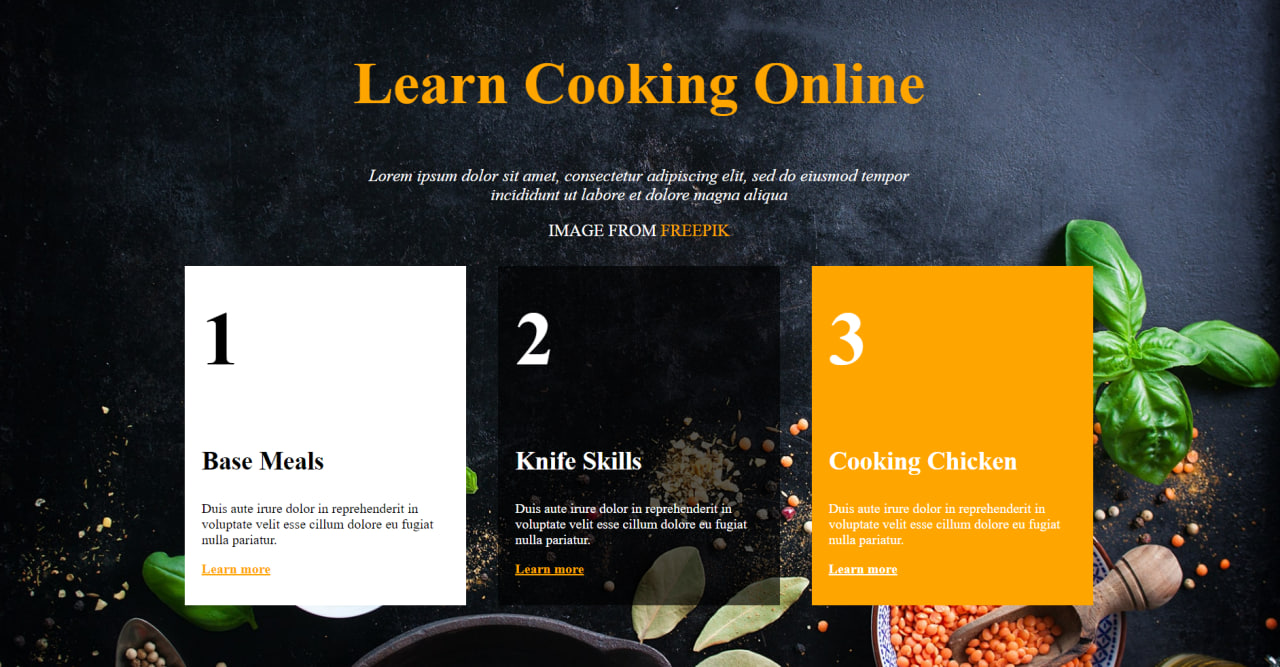 Learn Cooking Online
Lorem ipsum dolor sit amet, consectetur adipiscing elit, sed do eiusmod tempor
incididunt ut labore et dolore magna aliqua
IMAGE FROM FREEPIK
1
Base Meals
Duis aute irure dolor in reprehenderit in
voluptate velit esse cillum dolore eu fugiat
nulla pariatur.
Learn more
2
Knife Skills
Duis aute irure dolor in reprehenderit in
voluptate velit esse cillum dolore eu fugiat
nulla pariatur.
Learn more
3
Cooking Chicken
Duis aute irure dolor in reprehenderit in
voluptate velit esse cillum dolore eu fugiat
nulla pariatur.
Learn more